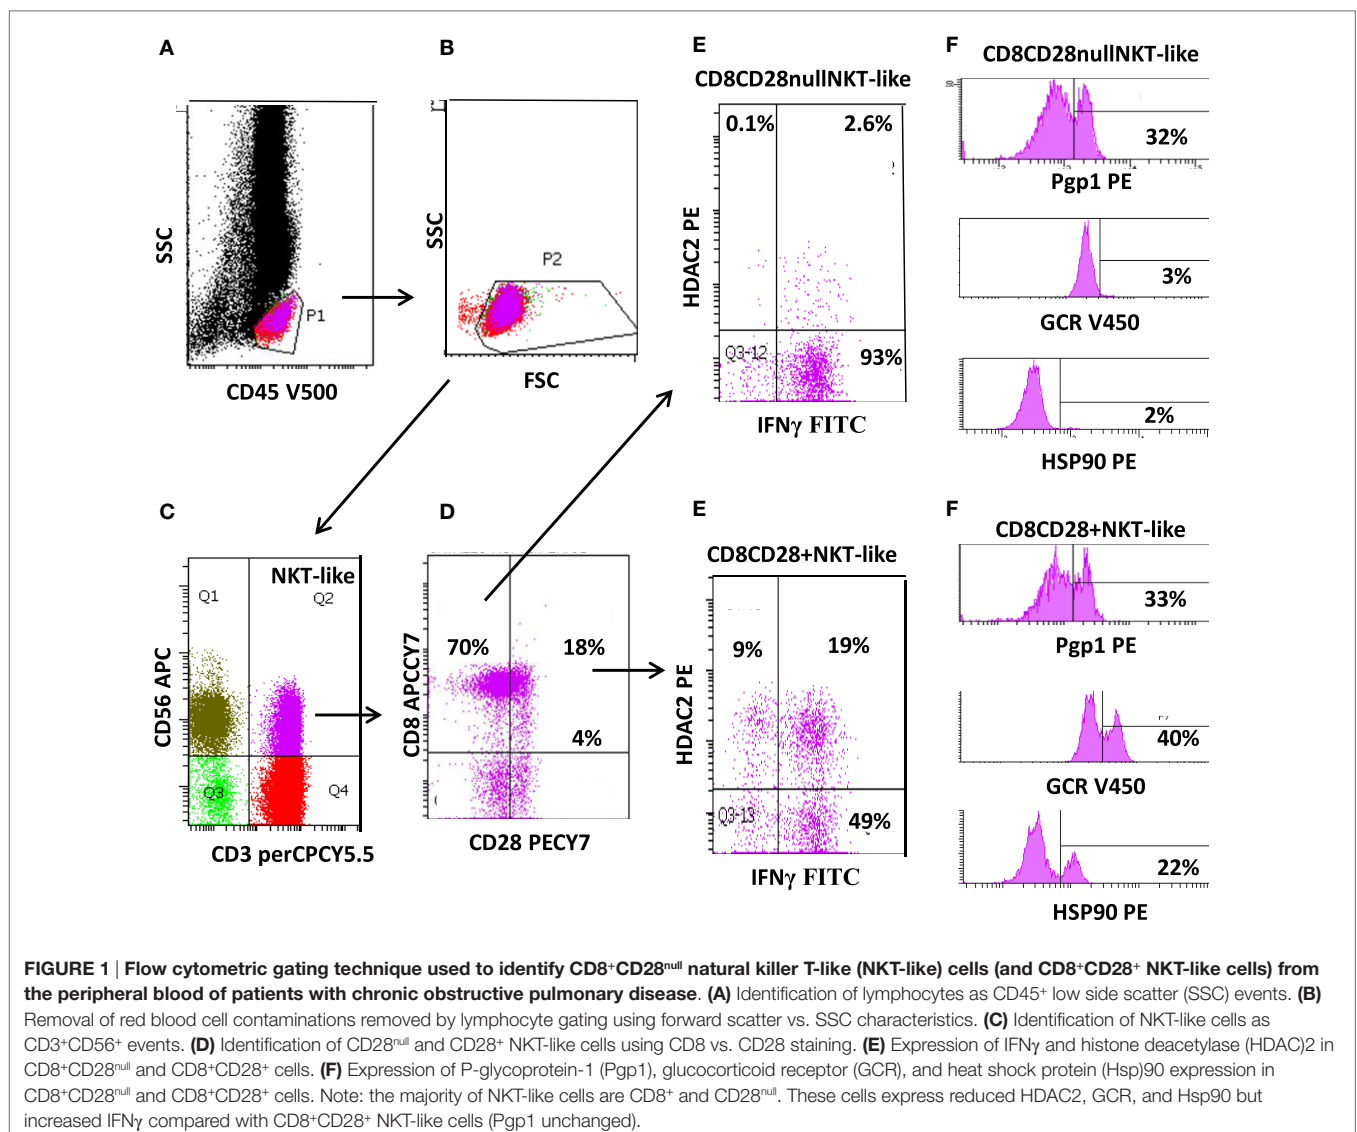 A
SSC
P1
CD45 V500
B
SSC
P2
FSC
E
CD8CD28nullNKT-like
0.1%
2.6%
HDAC2 PE
Q3-12
93%
IFNγ FITC
F
CD8CD28nullNKT-like
32%
Pgp1 PE
3%
GCR V450
2%
HSP90 PE
C
NKT-like
Q1
Q2
CD56 APC
Q3
Q4
CD3 perCPCY5.5
D
70%
18%
CD8 APCCY7
4%
CD28 PECY7
E
CD8CD28+NKT-like
9%
19%
HDAC2 PE
Q3-13
49%
IFNγ FITC
F
CD8CD28+NKT-like
33%
Pgp1 PE
40%
GCR V450
22%
HSP90 PE
FIGURE 1 | Flow cytometric gating technique used to identify CD8⁺CD28ⁿᵘˡˡ natural killer T-like (NKT-like) cells (and CD8⁺CD28⁺ NKT-like cells) from
the peripheral blood of patients with chronic obstructive pulmonary disease. (A) Identification of lymphocytes as CD45⁺ low side scatter (SSC) events. (B)
Removal of red blood cell contaminations removed by lymphocyte gating using forward scatter vs. SSC characteristics. (C) Identification of NKT-like cells as
CD3⁺CD56⁺ events. (D) Identification of CD28ⁿᵘˡˡ and CD28⁺ NKT-like cells using CD8 vs. CD28 staining. (E) Expression of IFNγ and histone deacetylase (HDAC)2 in
CD8⁺CD28ⁿᵘˡˡ and CD8⁺CD28⁺ cells. (F) Expression of P-glycoprotein-1 (Pgp1), glucocorticoid receptor (GCR), and heat shock protein (Hsp)90 expression in
CD8⁺CD28ⁿᵘˡˡ and CD8⁺CD28⁺ cells. Note: the majority of NKT-like cells are CD8⁺ and CD28ⁿᵘˡˡ. These cells express reduced HDAC2, GCR, and Hsp90 but
increased IFNγ compared with CD8⁺CD28⁺ NKT-like cells (Pgp1 unchanged).